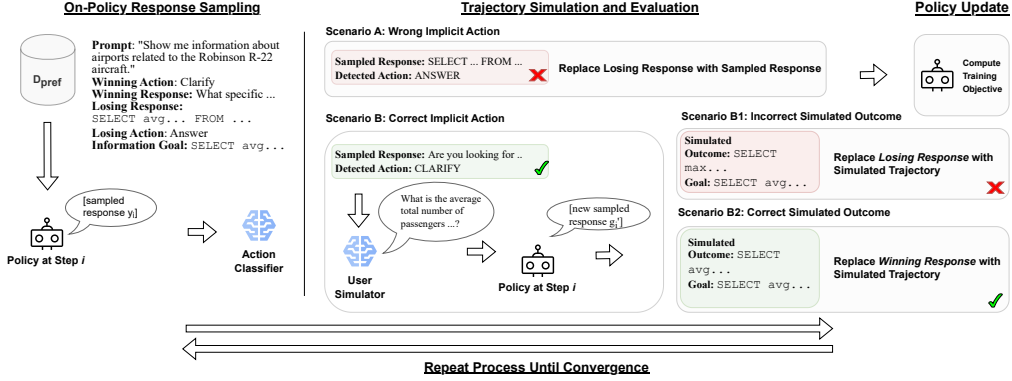 On-Policy Response Sampling
D_pref
Prompt: "Show me information about
airports related to the Robinson R-22
aircraft."
Winning Action: Clarify
Winning Response: What specific ...
Losing Response:
SELECT avg... FROM ...
Losing Action: Answer
Information Goal: SELECT avg...
[sampled
response y_i]
Policy at Step i
Action
Classifier
Trajectory Simulation and Evaluation
Scenario A: Wrong Implicit Action
Sampled Response: SELECT ... FROM ...
Detected Action: ANSWER
Replace Losing Response with Sampled Response
Scenario B: Correct Implicit Action
Sampled Response: Are you looking for ..
Detected Action: CLARIFY
What is the average
total number of
passengers ...?
User
Simulator
[new sampled
response g_i']
Policy at Step i
Policy Update
Compute
Training
Objective
Scenario B1: Incorrect Simulated Outcome
Simulated
Outcome: SELECT
max...
Goal: SELECT avg...
Replace Losing Response with
Simulated Trajectory
Scenario B2: Correct Simulated Outcome
Simulated
Outcome: SELECT
avg...
Goal: SELECT avg...
Replace Winning Response with
Simulated Trajectory
Repeat Process Until Convergence